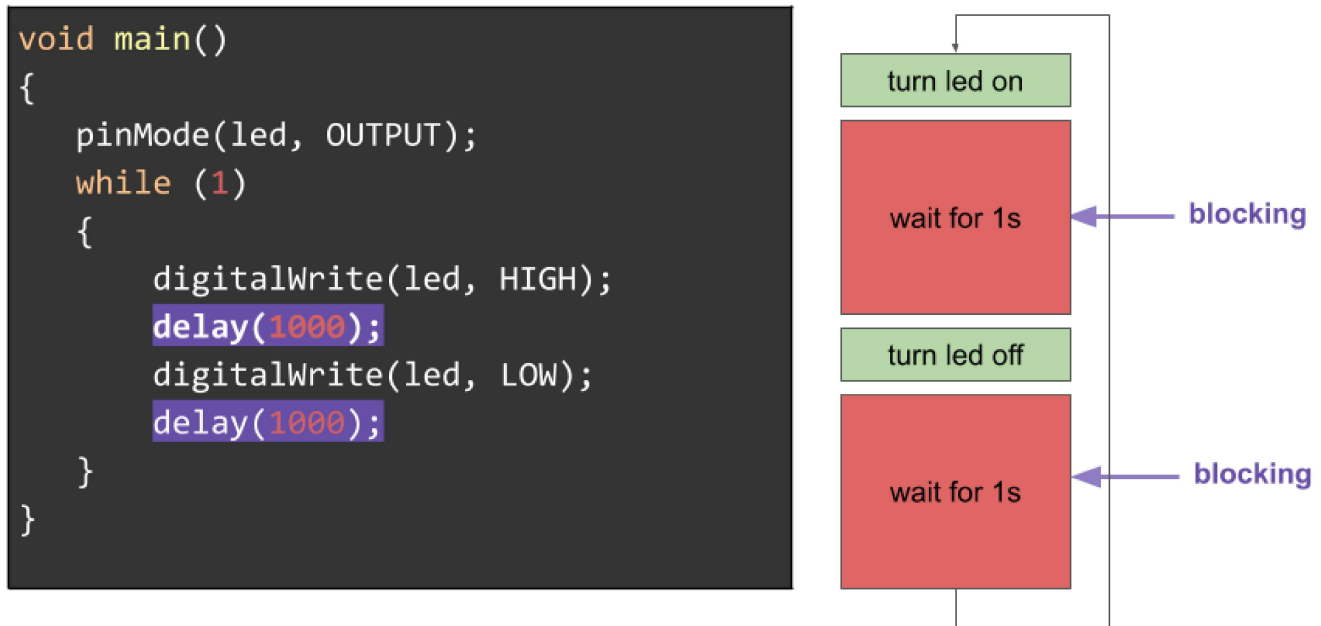 void main()
{
pinMode(led, OUTPUT);
while (1)
{
digitalWrite(led, HIGH);
delay(1000);
digitalWrite(led, LOW);
delay(1000);
}
}
turn led on
wait for 1s
blocking
turn led off
wait for 1s
blocking